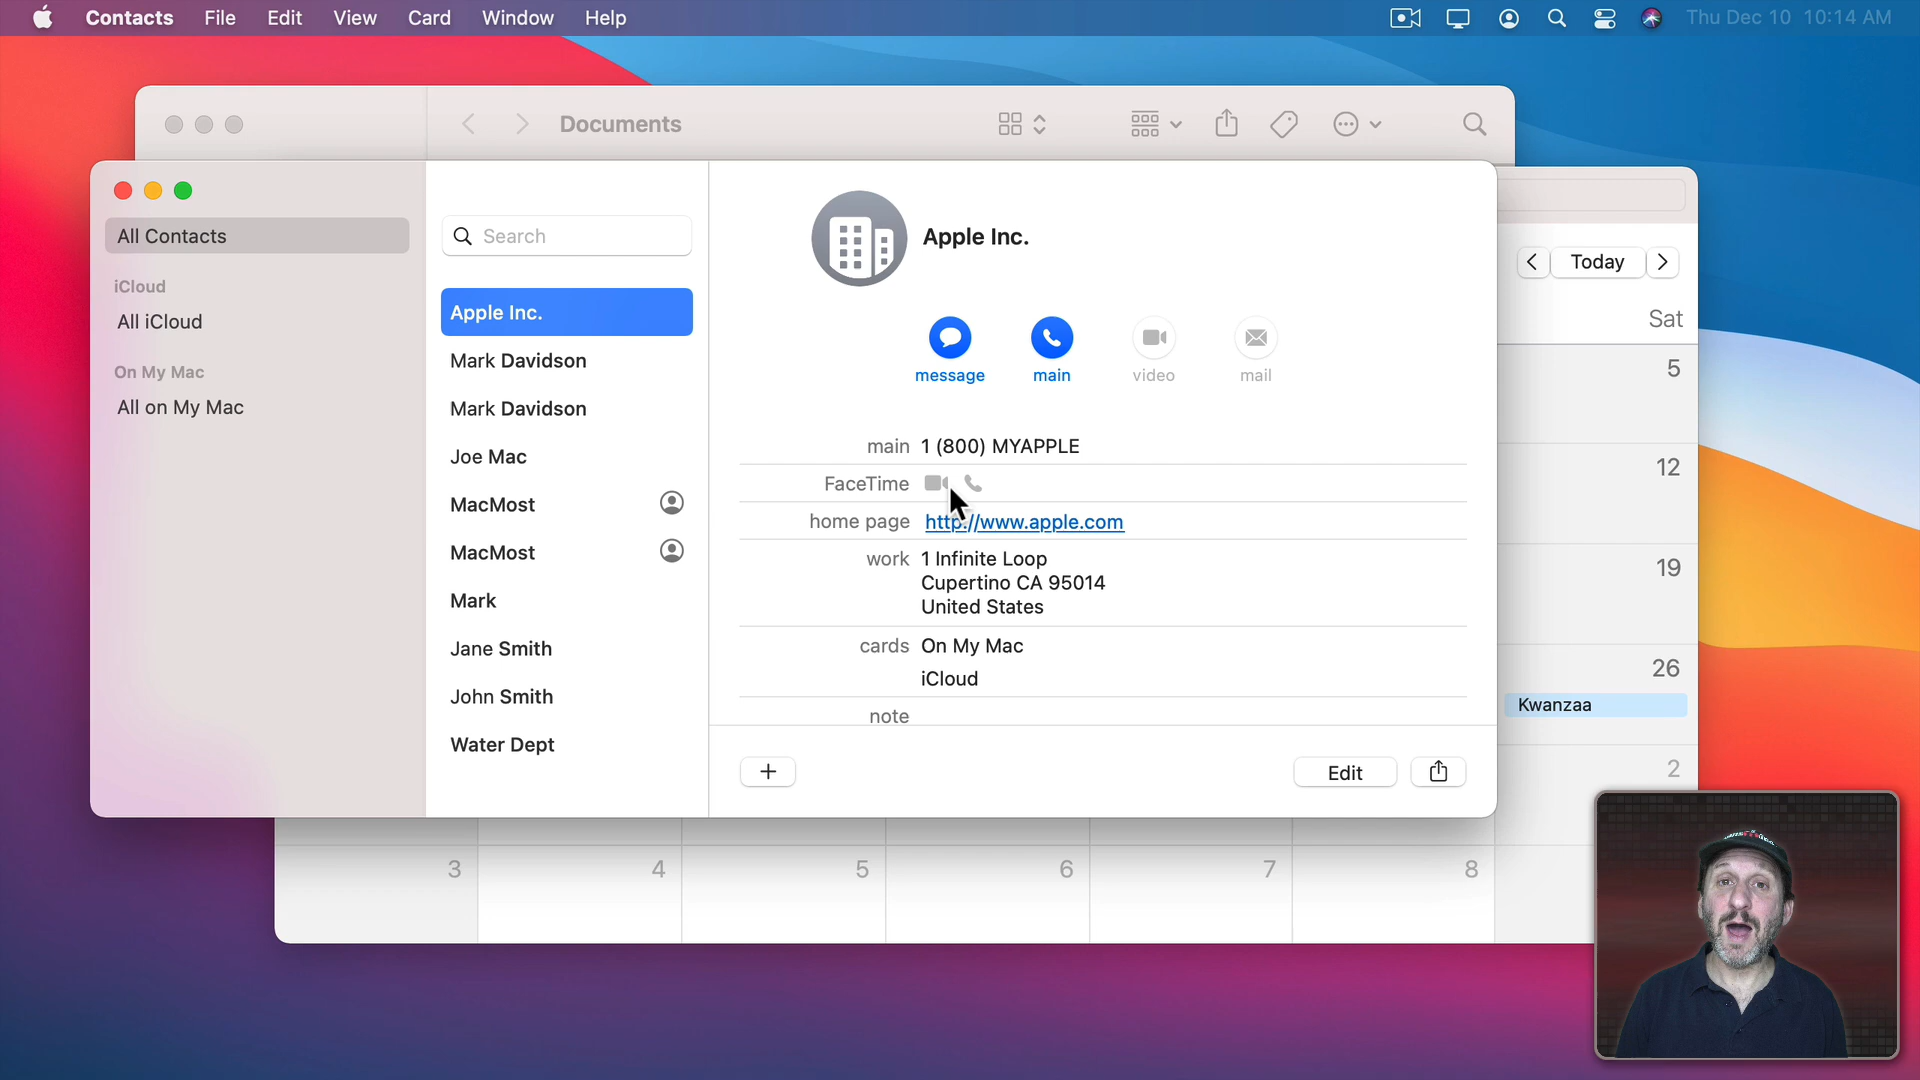 Contacts File Edit View Card Window Help
Thu Dec 10 10:14 AM
Documents
All Contacts
iCloud
All iCloud
On My Mac
All on My Mac
Search
Apple Inc.
Mark Davidson
Mark Davidson
Joe Mac
MacMost
MacMost
Mark
Jane Smith
John Smith
Water Dept
Apple Inc.
message main video mail
main 1 (800) MYAPPLE
FaceTime
home page http://www.apple.com
work 1 Infinite Loop
Cupertino CA 95014
United States
cards On My Mac
iCloud
note
+ Edit
Today
Sat
5
12
19
26
Kwanzaa
2
3 4 5 6 7 8